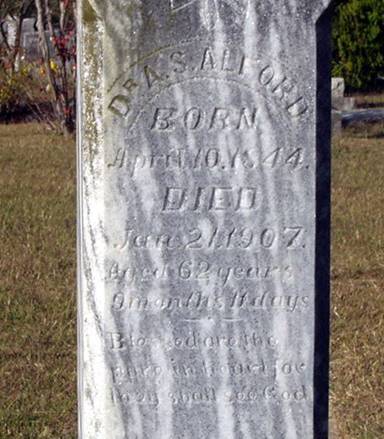 DR A.S. ALFORD
BORN
April 10, 1844.
DIED
Jan. 21, 1907.
Aged 62 years
9 months 11 days
Blessed are the
pure in heart for
they shall see God.